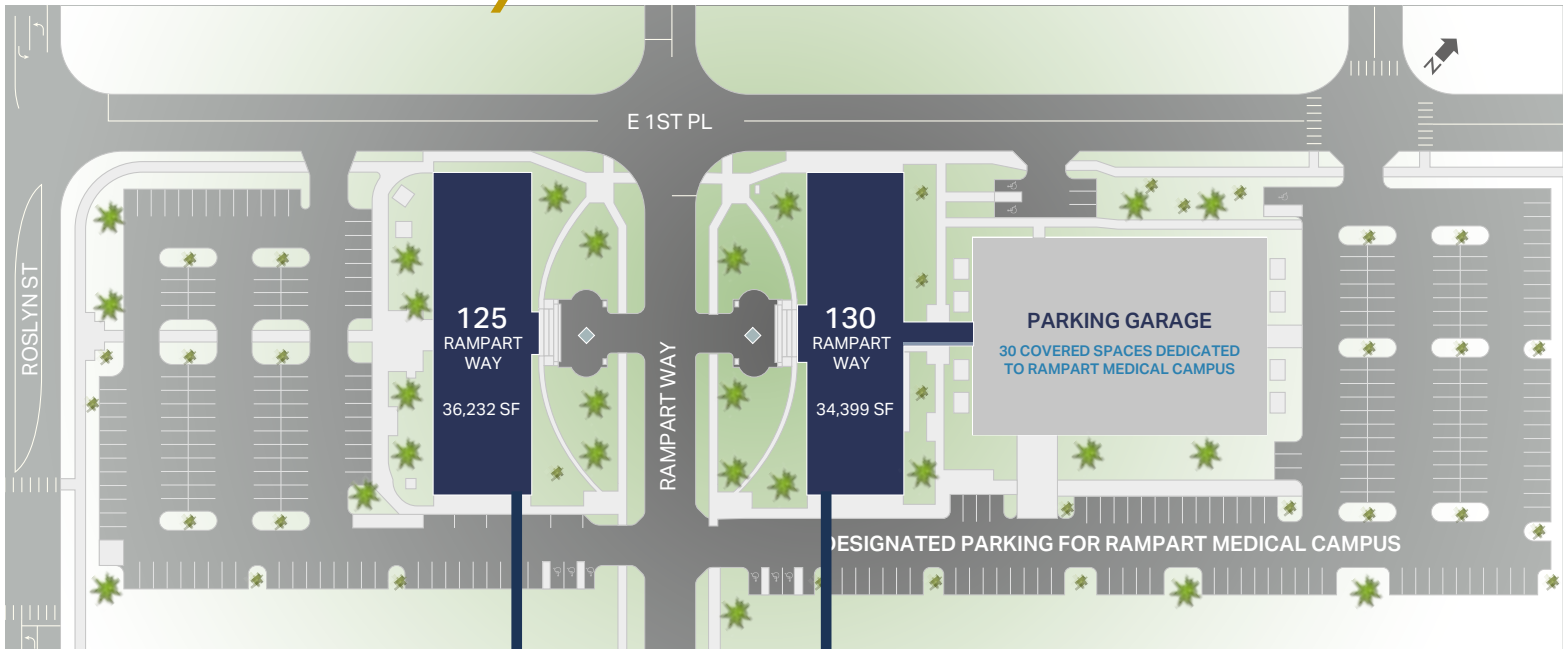 N
E 1ST PL
ROSLYN ST
125
RAMPART
WAY
36,232 SF
RAMPART WAY
130
RAMPART
WAY
34,399 SF
PARKING GARAGE
30 COVERED SPACES DEDICATED
TO RAMPART MEDICAL CAMPUS
DESIGNATED PARKING FOR RAMPART MEDICAL CAMPUS